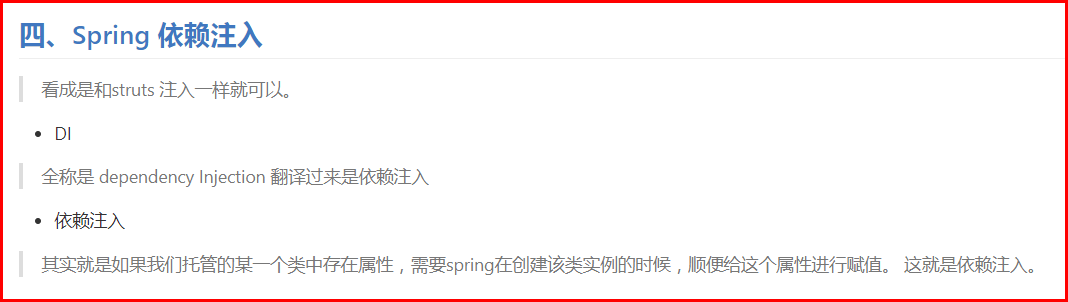 四、Spring 依赖注入
看成是和struts 注入一样就可以。
DI
全称是 dependency Injection 翻译过来是依赖注入
依赖注入
其实就是如果我们托管的某一个类中存在属性，需要spring在创建该类实例的时候，顺便给这个属性进行赋值。 这就是依赖注入。